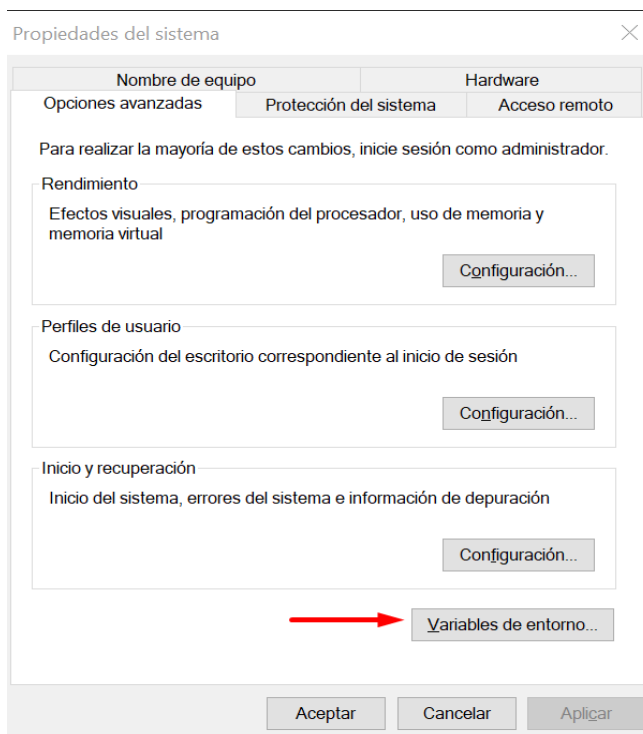 Propiedades del sistema
Nombre de equipo
Hardware
Opciones avanzadas
Protección del sistema
Acceso remoto
Para realizar la mayoría de estos cambios, inicie sesión como administrador.
Rendimiento
Efectos visuales, programación del procesador, uso de memoria y
memoria virtual
Configuración...
Perfiles de usuario
Configuración del escritorio correspondiente al inicio de sesión
Configuración...
Inicio y recuperación
Inicio del sistema, errores del sistema e información de depuración
Configuración...
Variables de entorno...
Aceptar
Cancelar
Aplicar